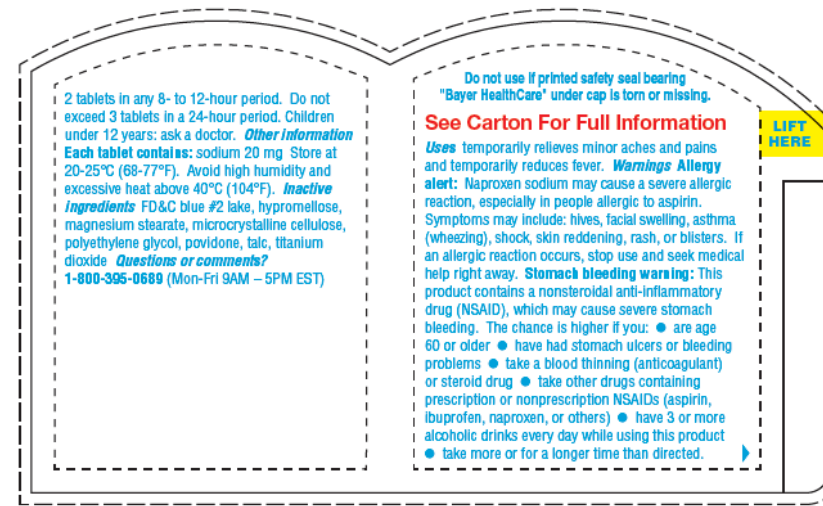 2 tablets in any 8- to 12-hour period. Do not
exceed 3 tablets in a 24-hour period. Children
under 12 years: ask a doctor. Other information
Each tablet contains: sodium 20 mg Store at
20-25ºC (68-77ºF). Avoid high humidity and
excessive heat above 40ºC (104ºF). Inactive
ingredients FD&C blue #2 lake, hypromellose,
magnesium stearate, microcrystalline cellulose,
polyethylene glycol, povidone, talc, titanium
dioxide Questions or comments?
1-800-395-0689 (Mon-Fri 9AM – 5PM EST)
Do not use if printed safety seal bearing
"Bayer HealthCare" under cap is torn or missing.
See Carton For Full Information
Uses temporarily relieves minor aches and pains
and temporarily reduces fever. Warnings Allergy
alert: Naproxen sodium may cause a severe allergic
reaction, especially in people allergic to aspirin.
Symptoms may include: hives, facial swelling, asthma
(wheezing), shock, skin reddening, rash, or blisters. If
an allergic reaction occurs, stop use and seek medical
help right away. Stomach bleeding warning: This
product contains a nonsteroidal anti-inflammatory
drug (NSAID), which may cause severe stomach
bleeding. The chance is higher if you: ● are age
60 or older ● have had stomach ulcers or bleeding
problems ● take a blood thinning (anticoagulant)
or steroid drug ● take other drugs containing
prescription or nonprescription NSAIDs (aspirin,
ibuprofen, naproxen, or others) ● have 3 or more
alcoholic drinks every day while using this product
● take more or for a longer time than directed.
LIFT
HERE